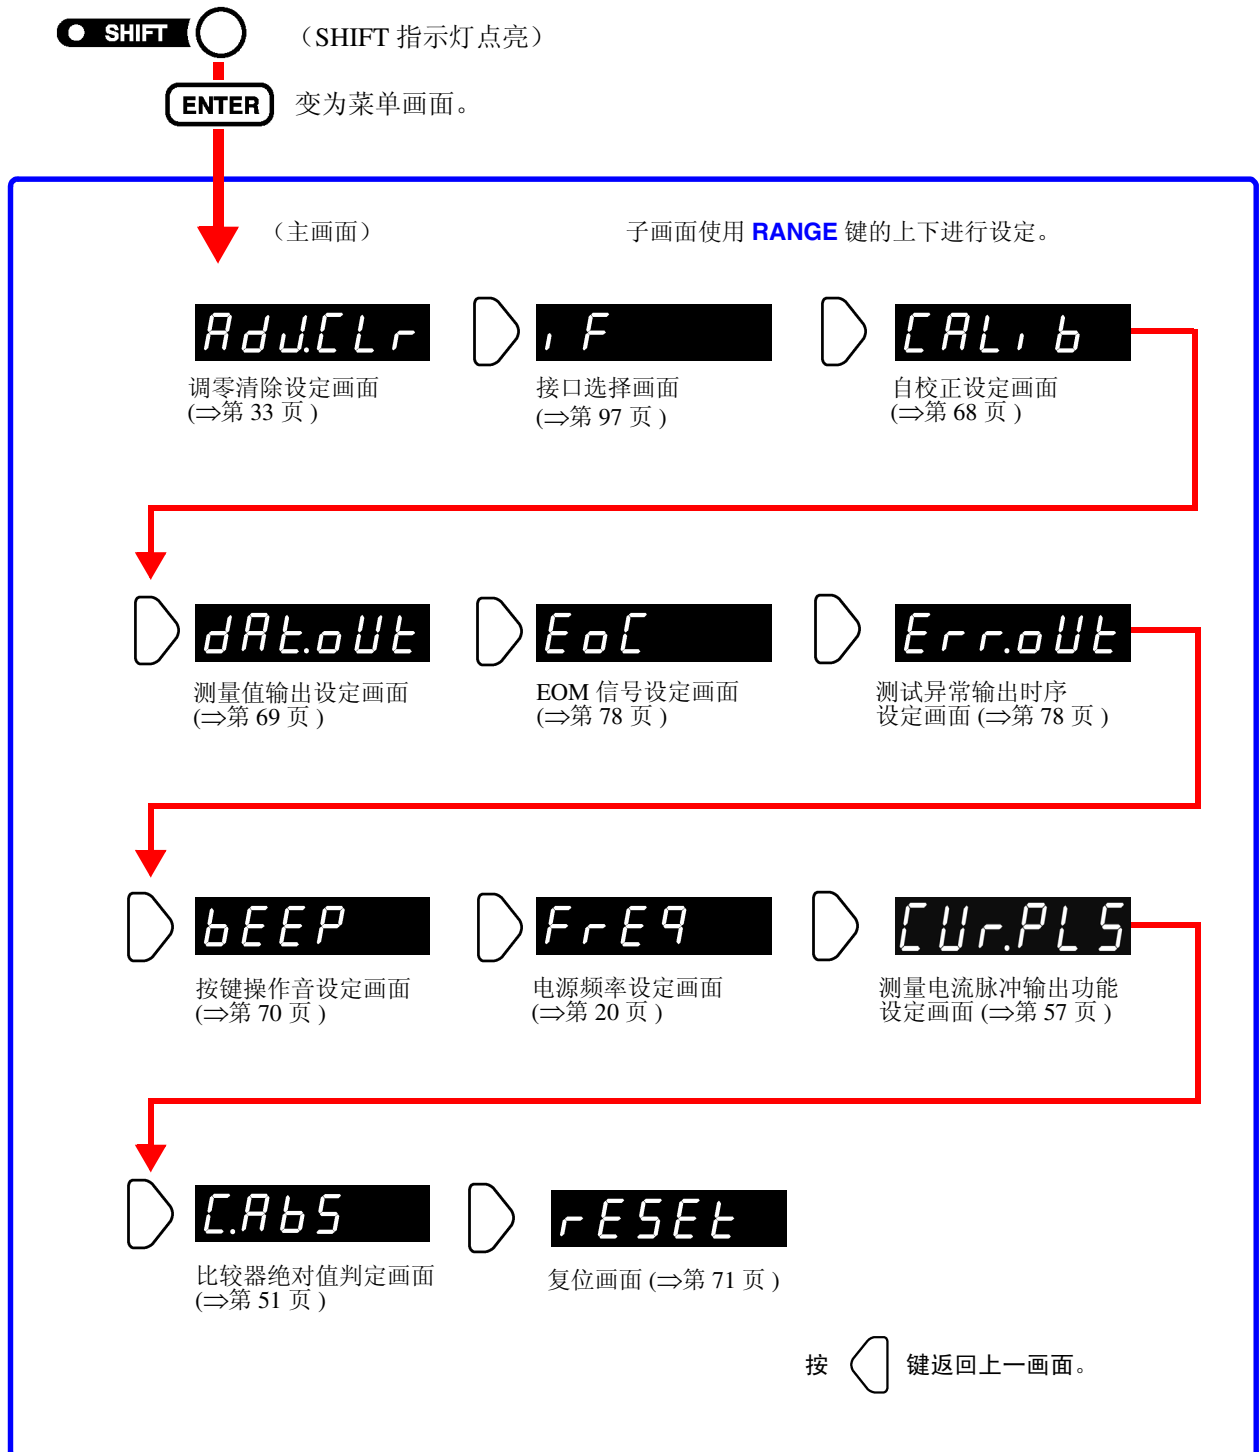 SHIFT
（SHIFT 指示灯点亮）
ENTER
变为菜单画面。
（主画面）
子画面使用 RANGE 键的上下进行设定。
AdJ.CLr
iF
CALib
调零清除设定画面
(⇒第 33 页 )
接口选择画面
(⇒第 97 页 )
自校正设定画面
(⇒第 68 页 )
dAt.oUt
EoC
Err.oUt
测量值输出设定画面
(⇒第 69 页 )
EOM 信号设定画面
(⇒第 78 页 )
测试异常输出时序
设定画面 (⇒第 78 页 )
bEEP
FrEq
CUr.PLS
按键操作音设定画面
(⇒第 70 页 )
电源频率设定画面
(⇒第 20 页 )
测量电流脉冲输出功能
设定画面 (⇒第 57 页 )
C.AbS
rESEt
比较器绝对值判定画面
(⇒第 51 页 )
复位画面 (⇒第 71 页 )
按 键返回上一画面。